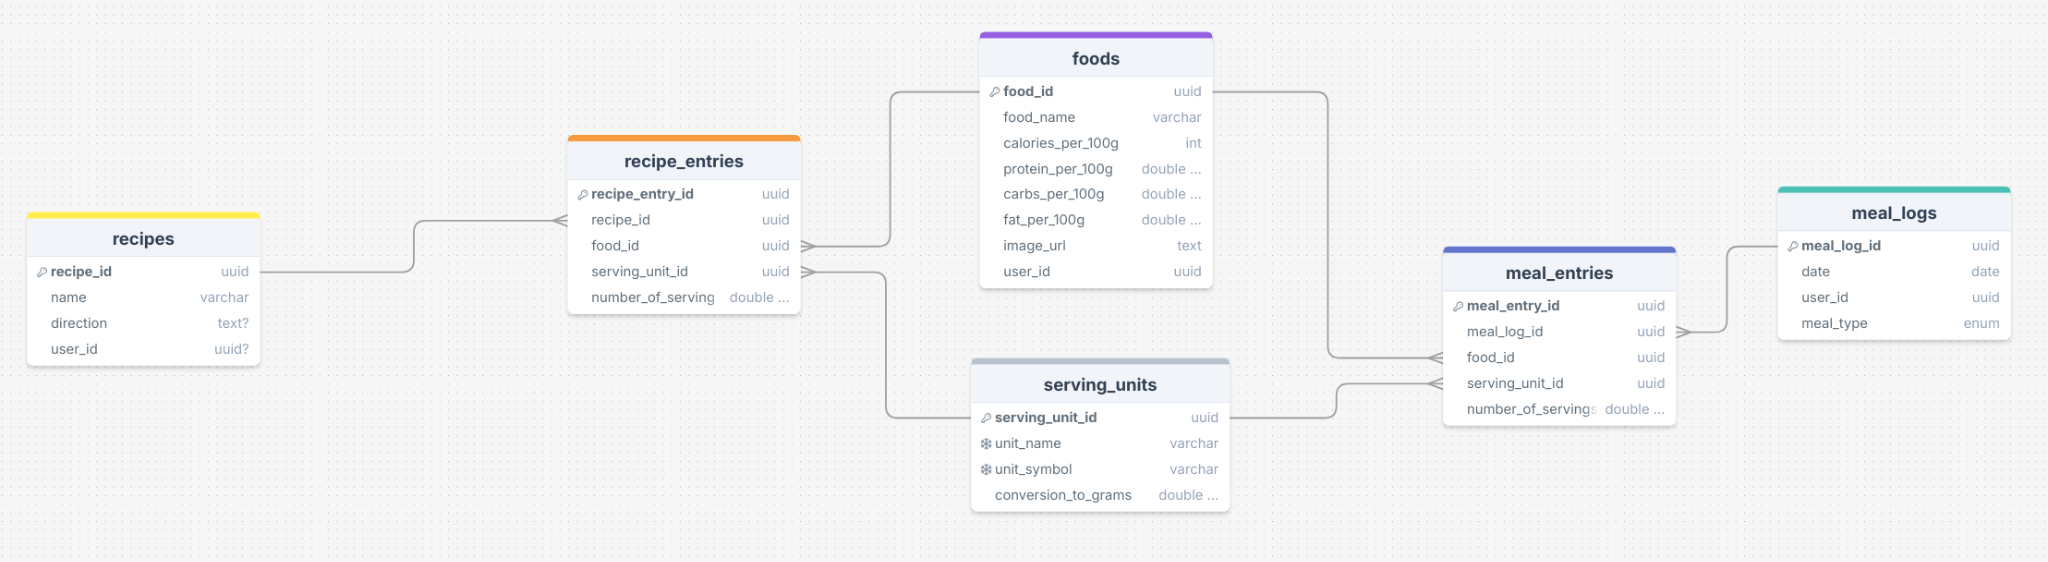 recipes
recipe_id uuid
name varchar
direction text?
user_id uuid?
recipe_entries
recipe_entry_id uuid
recipe_id uuid
food_id uuid
serving_unit_id uuid
number_of_serving double ...
foods
food_id uuid
food_name varchar
calories_per_100g int
protein_per_100g double ...
carbs_per_100g double ...
fat_per_100g double ...
image_url text
user_id uuid
serving_units
serving_unit_id uuid
unit_name varchar
unit_symbol varchar
conversion_to_grams double ...
meal_entries
meal_entry_id uuid
meal_log_id uuid
food_id uuid
serving_unit_id uuid
number_of_servings double ...
meal_logs
meal_log_id uuid
date date
user_id uuid
meal_type enum